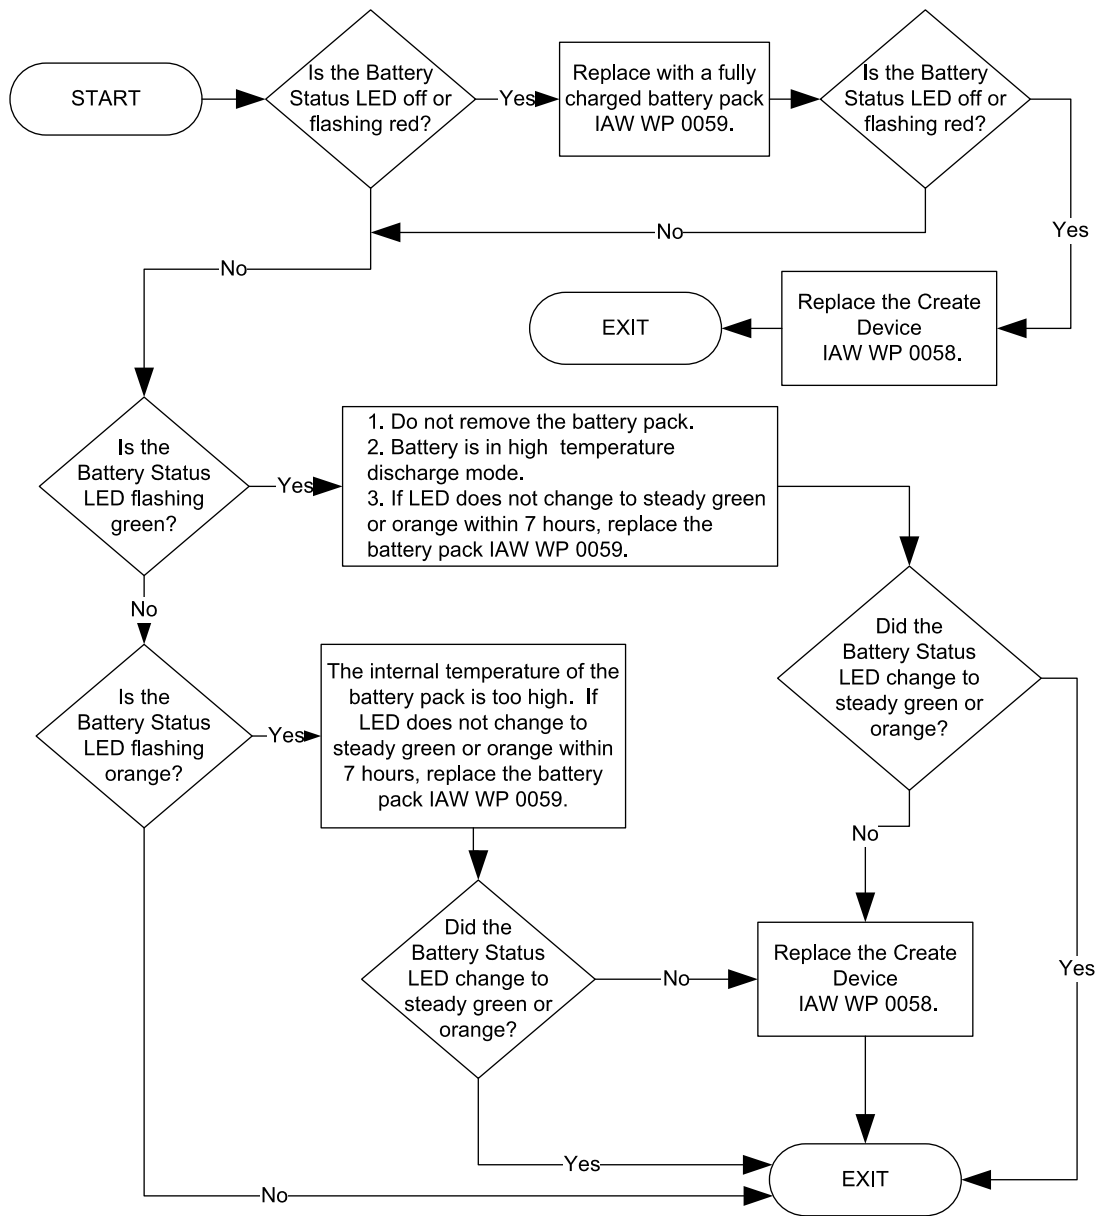 START
Is the Battery
Status LED off or
flashing red?
Yes
Replace with a fully
charged battery pack
IAW WP 0059.
Is the Battery
Status LED off or
flashing red?
Yes
No
No
Replace the Create
Device
IAW WP 0058.
EXIT
Is the
Battery Status
LED flashing
green?
Yes
1. Do not remove the battery pack.
2. Battery is in high temperature
discharge mode.
3. If LED does not change to steady green
or orange within 7 hours, replace the
battery pack IAW WP 0059.
No
Did the
Battery Status
LED change to
steady green or
orange?
Is the
Battery Status
LED flashing
orange?
Yes
The internal temperature of the
battery pack is too high. If
LED does not change to
steady green or orange within
7 hours, replace the battery
pack IAW WP 0059.
No
Did the
Battery Status
LED change to
steady green or
orange?
No
Replace the Create
Device
IAW WP 0058.
Yes
Yes
No
EXIT